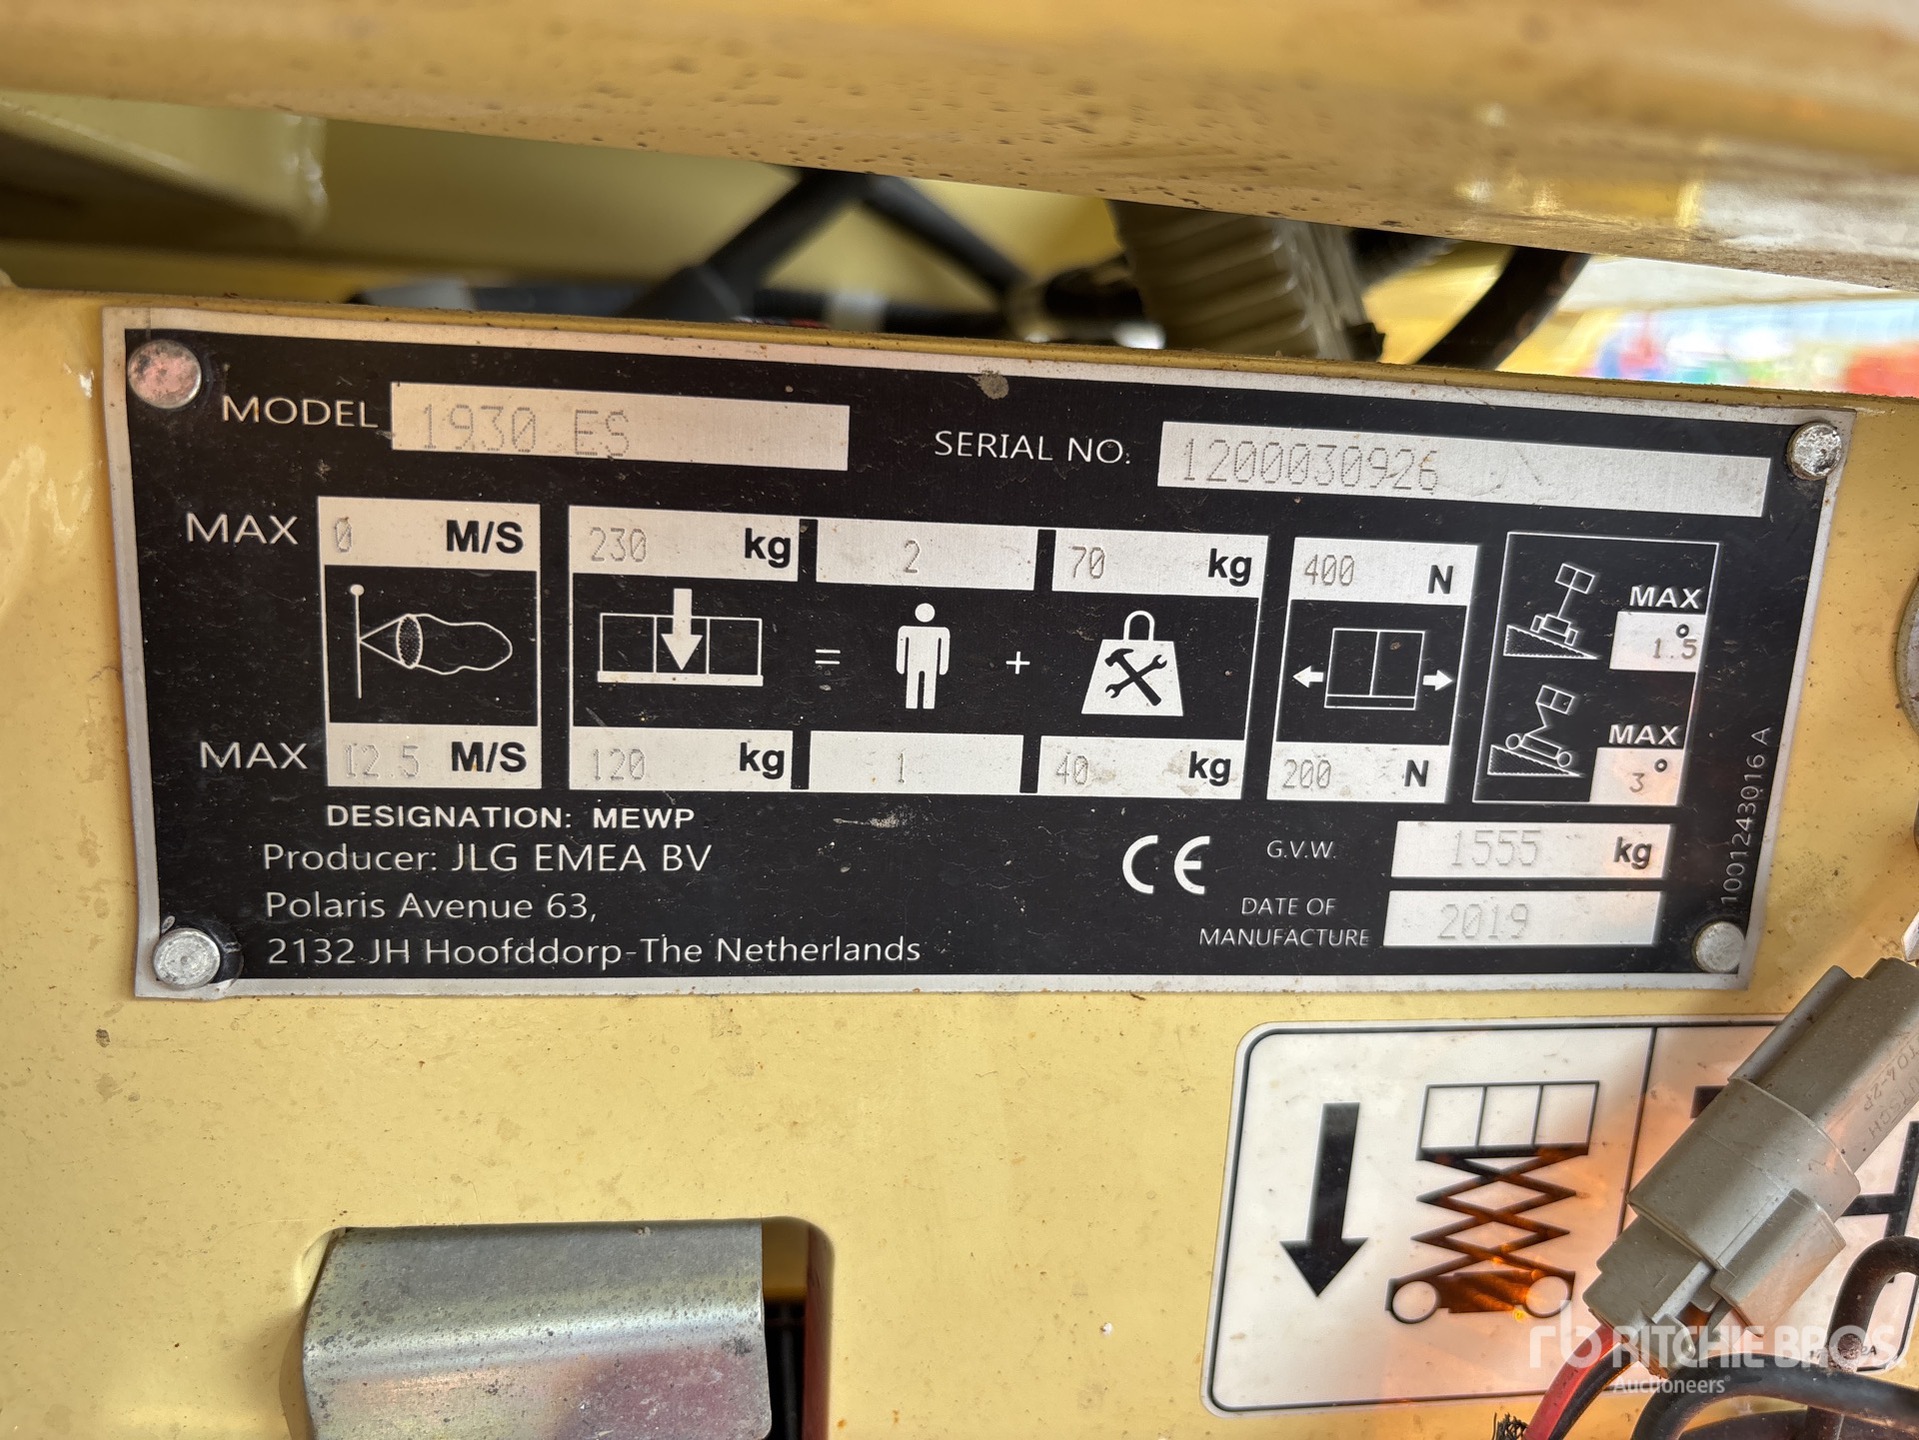 MODEL 1930 ES
SERIAL NO. 1200030926
MAX 0 M/S 230 kg 2 70 kg 400 N
MAX 1.5°
= +
MAX 12.5 M/S 120 kg 1 40 kg 200 N
MAX 3°
DESIGNATION: MEWP
Producer: JLG EMEA BV
Polaris Avenue 63,
2132 JH Hoofddorp-The Netherlands
CE G.V.W. 1555 kg
DATE OF
MANUFACTURE 2019
1001243016 A
RITCHIE BROS.
Auctioneers